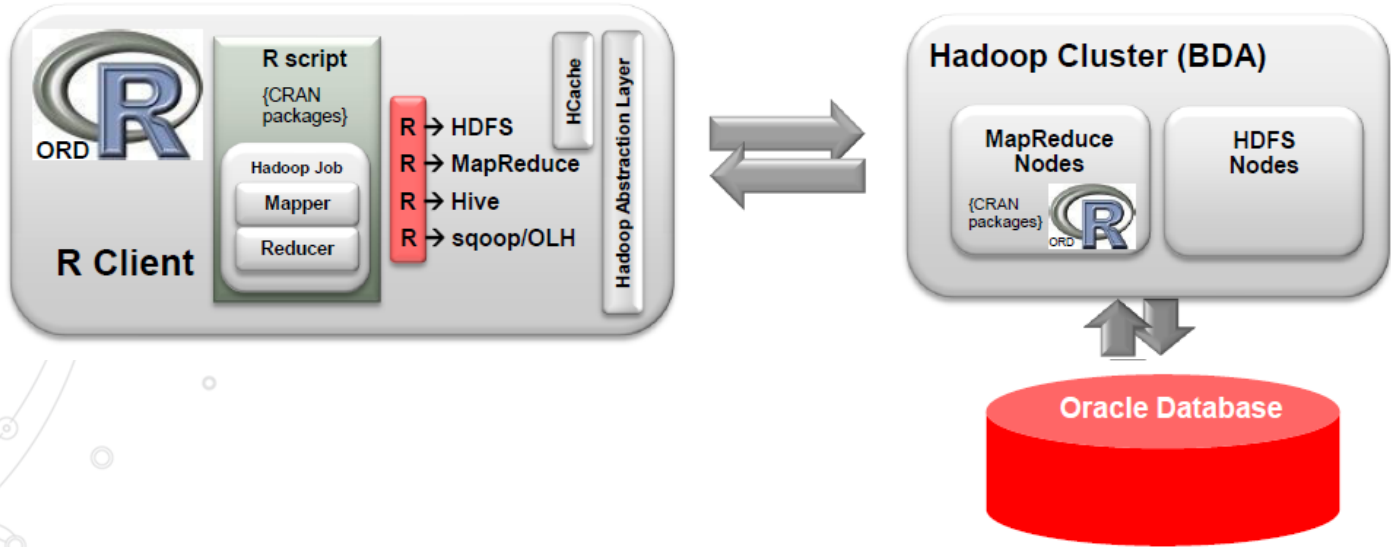 R
ORD
R Client
R script
{CRAN
packages}
Hadoop Job
Mapper
Reducer
R → HDFS
R → MapReduce
R → Hive
R → sqoop/OLH
HCache
Hadoop Abstraction Layer
Hadoop Cluster (BDA)
MapReduce
Nodes
{CRAN
packages}
R
ORD
HDFS
Nodes
Oracle Database